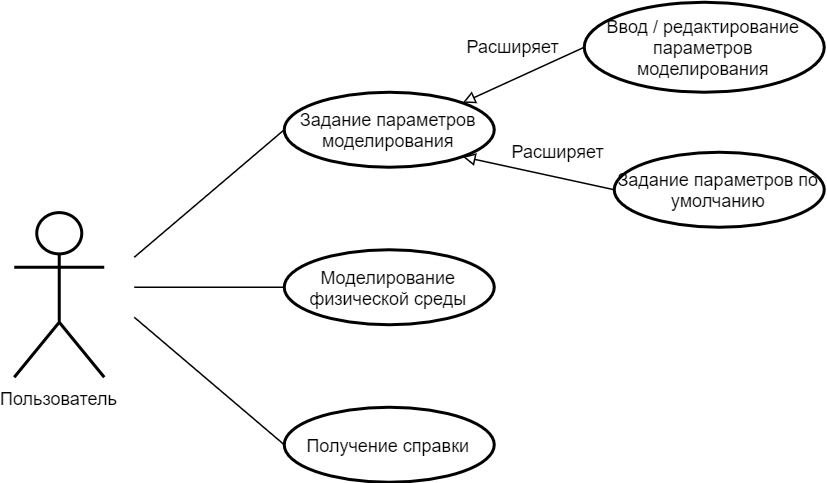 Ввод / редактирование
параметров
моделирования
Расширяет
Задание параметров
моделирования
Расширяет
Задание параметров по
умолчанию
Моделирование
физической среды
Пользователь
Получение справки